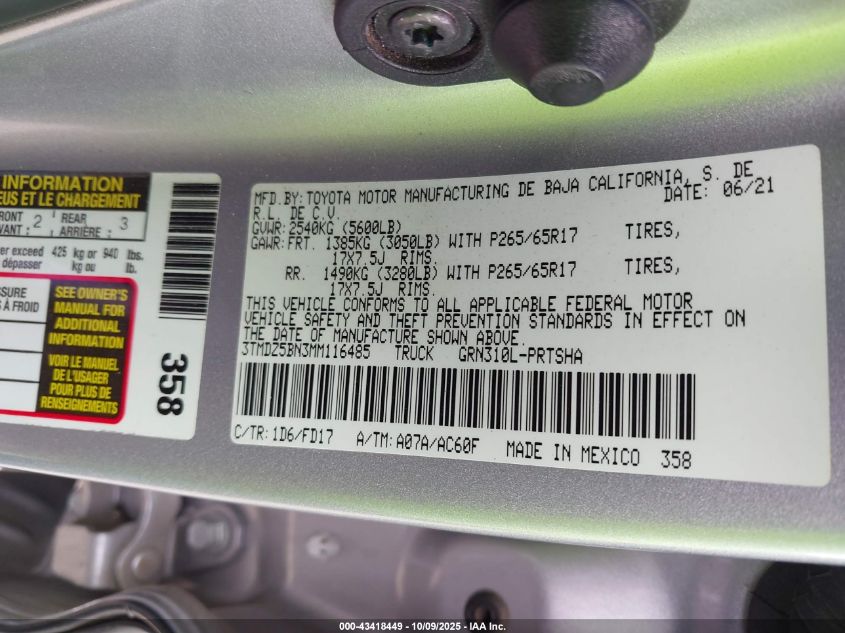 INFORMATION
EUS ET LE CHARGEMENT
FRONT 2 REAR 3
AVANT: ARRIÈRE:
er exceed 425 kg or 940 lbs.
dépasser kg ou lb.
SSURE
S À FROID
SEE OWNER'S
MANUAL FOR
ADDITIONAL
INFORMATION
VOIR LE MANUEL
DE L'USAGER
POUR PLUS DE
RENSEIGNEMENTS
358
MFD.BY:TOYOTA MOTOR MANUFACTURING DE BAJA CALIFORNIA, S. DE
R.L. DE C.V. DATE: 06/21
GVWR:2540KG (5600LB)
GAWR:FRT. 1385KG (3050LB) WITH P265/65R17 TIRES,
17X7.5J RIMS.
RR. 1490KG (3280LB) WITH P265/65R17 TIRES,
17X7.5J RIMS.
THIS VEHICLE CONFORMS TO ALL APPLICABLE FEDERAL MOTOR
VEHICLE SAFETY AND THEFT PREVENTION STANDARDS IN EFFECT ON
THE DATE OF MANUFACTURE SHOWN ABOVE.
3TMDZ5BN3MM116485 TRUCK GRN310L-PRTSHA
C/TR:1D6/FD17 A/TM:A07A/AC60F MADE IN MEXICO 358
000-43418449 - 10/09/2025 - IAA Inc.